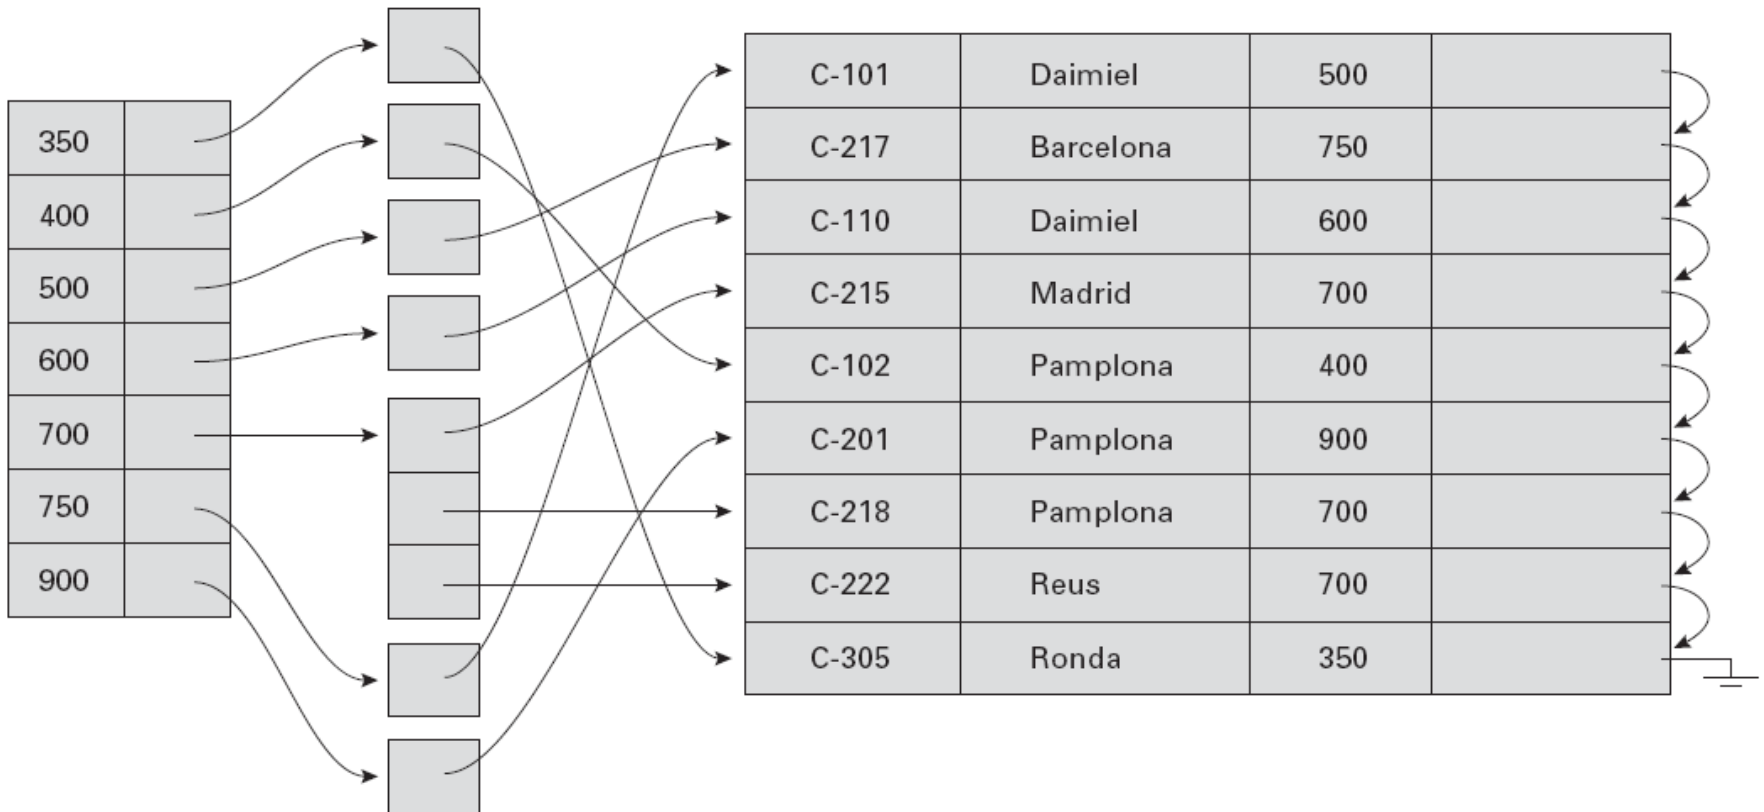 350
400
500
600
700
750
900
C-101 Daimiel 500
C-217 Barcelona 750
C-110 Daimiel 600
C-215 Madrid 700
C-102 Pamplona 400
C-201 Pamplona 900
C-218 Pamplona 700
C-222 Reus 700
C-305 Ronda 350